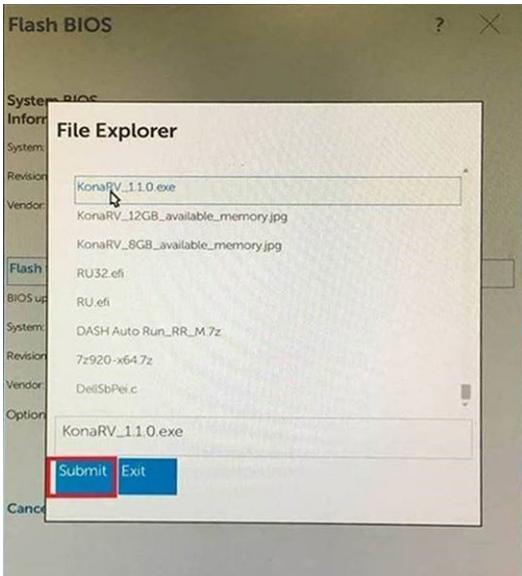 Flash BIOS ?
System BIOS
Infor
System:
Revision
Vendor:
File Explorer
KonaRV_1.1.0.exe
KonaRV_12GB_available_memory.jpg
KonaRV_8GB_available_memory.jpg
RU32.efi
RU.efi
DASH Auto Run_RR_M.7z
7z920-x64.7z
DellSbPei.c
KonaRV_1.1.0.exe
Submit Exit
Flash
BIOS up
System:
Revision
Vendor:
Option
Cance